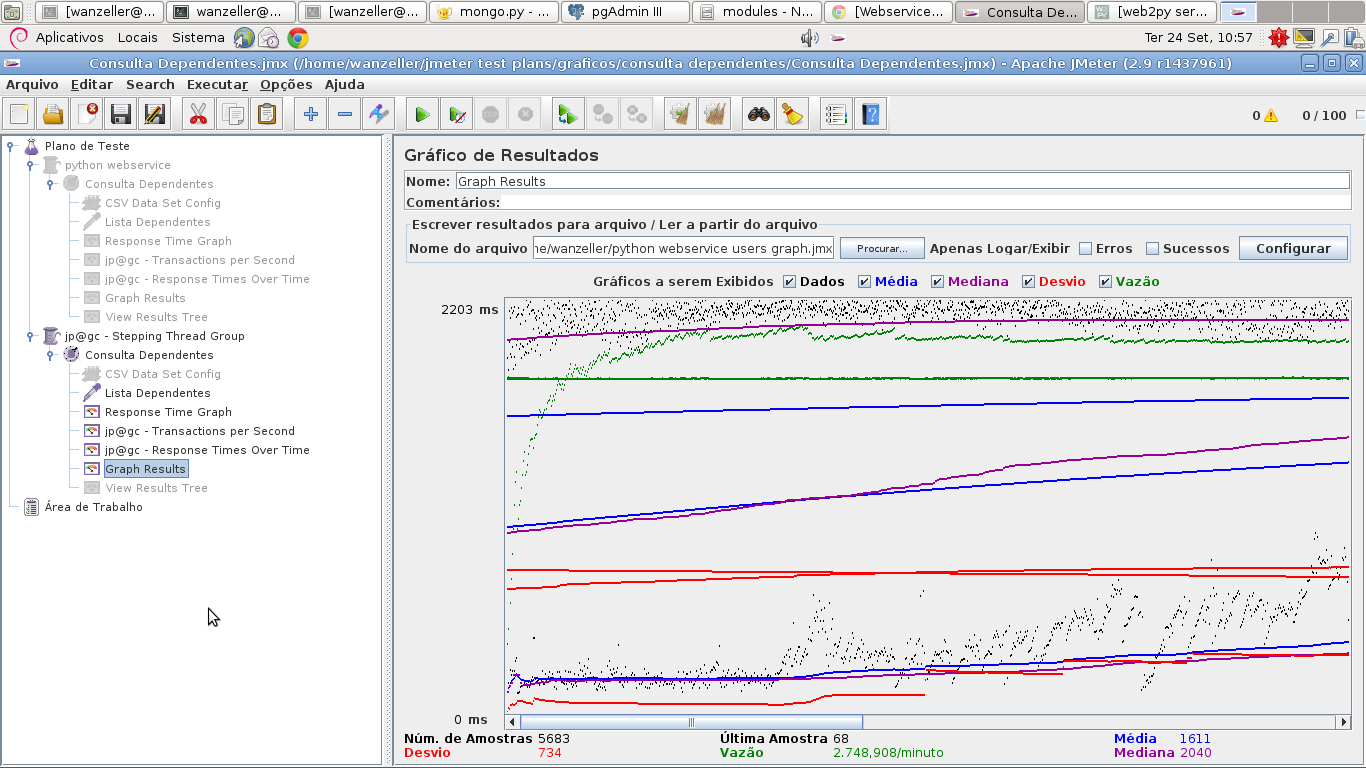 [wanzeller@...
wanzeller@...
[wanzeller@...
mongo.py - ...
pgAdmin III
modules - N...
[Webservice...
Consulta De...
[web2py ser...
Aplicativos Locais Sistema
Ter 24 Set, 10:57
Consulta Dependentes.jmx (/home/wanzeller/jmeter test plans/graficos/consulta dependentes/Consulta Dependentes.jmx) - Apache JMeter (2.9 r1437961)
Arquivo Editar Search Executar Opções Ajuda
0 0 / 100
Plano de Teste
python webservice
Consulta Dependentes
CSV Data Set Config
Lista Dependentes
Response Time Graph
jp@gc - Transactions per Second
jp@gc - Response Times Over Time
Graph Results
View Results Tree
jp@gc - Stepping Thread Group
Consulta Dependentes
CSV Data Set Config
Lista Dependentes
Response Time Graph
jp@gc - Transactions per Second
jp@gc - Response Times Over Time
Graph Results
View Results Tree
Área de Trabalho
Gráfico de Resultados
Nome: Graph Results
Comentários:
Escrever resultados para arquivo / Ler a partir do arquivo
Nome do arquivo ne/wanzeller/python webservice users graph.jmx Procurar... Apenas Logar/Exibir Erros Sucessos Configurar
Gráficos a serem Exibidos Dados Média Mediana Desvio Vazão
2203 ms
0 ms
Núm. de Amostras 5683 Última Amostra 68 Média 1611
Desvio 734 Vazão 2.748,908/minuto Mediana 2040